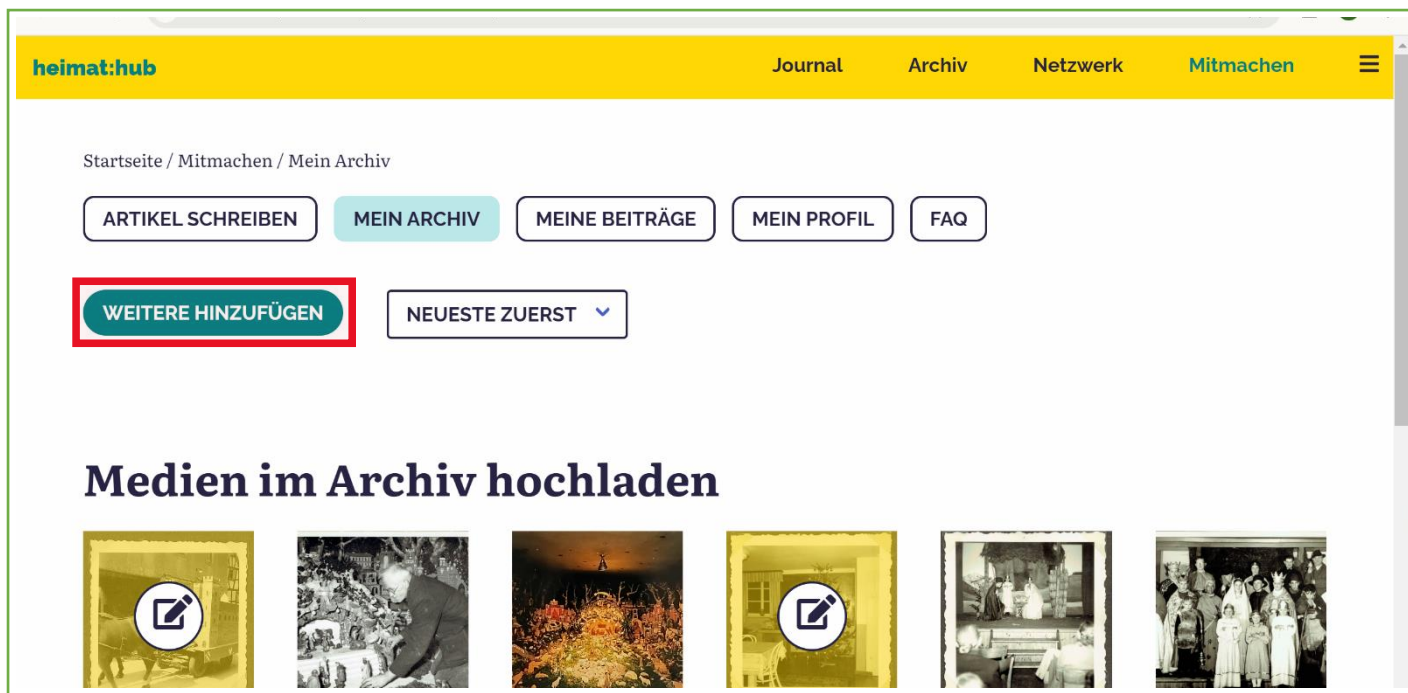 heimat:hub Journal Archiv Netzwerk Mitmachen
Startseite / Mitmachen / Mein Archiv
ARTIKEL SCHREIBEN MEIN ARCHIV MEINE BEITRÄGE MEIN PROFIL FAQ
WEITERE HINZUFÜGEN NEUESTE ZUERST
Medien im Archiv hochladen